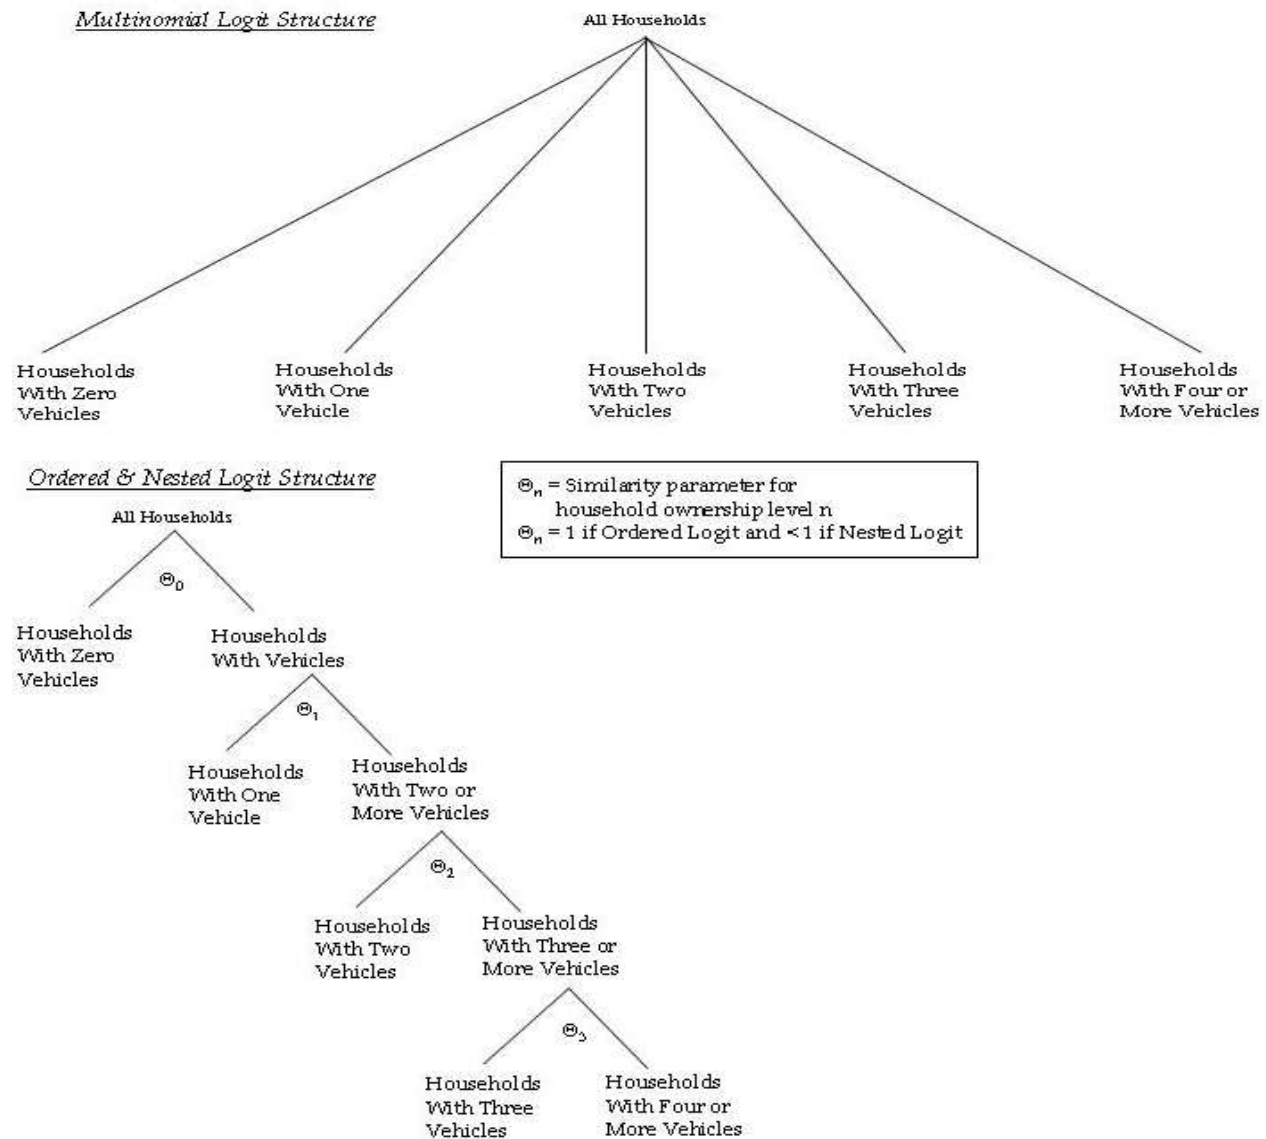 Multinomial Logit Structure
All Households
Households
With Zero
Vehicles
Households
With One
Vehicle
Households
With Two
Vehicles
Households
With Three
Vehicles
Households
With Four or
More Vehicles
Ordered & Nested Logit Structure
Θn = Similarity parameter for
household ownership level n
Θn = 1 if Ordered Logit and <1 if Nested Logit
All Households
Θ0
Households
With Zero
Vehicles
Households
With Vehicles
Θ1
Households
With One
Vehicle
Households
With Two or
More Vehicles
Θ2
Households
With Two
Vehicles
Households
With Three or
More Vehicles
Θ3
Households
With Three
Vehicles
Households
With Four or
More Vehicles